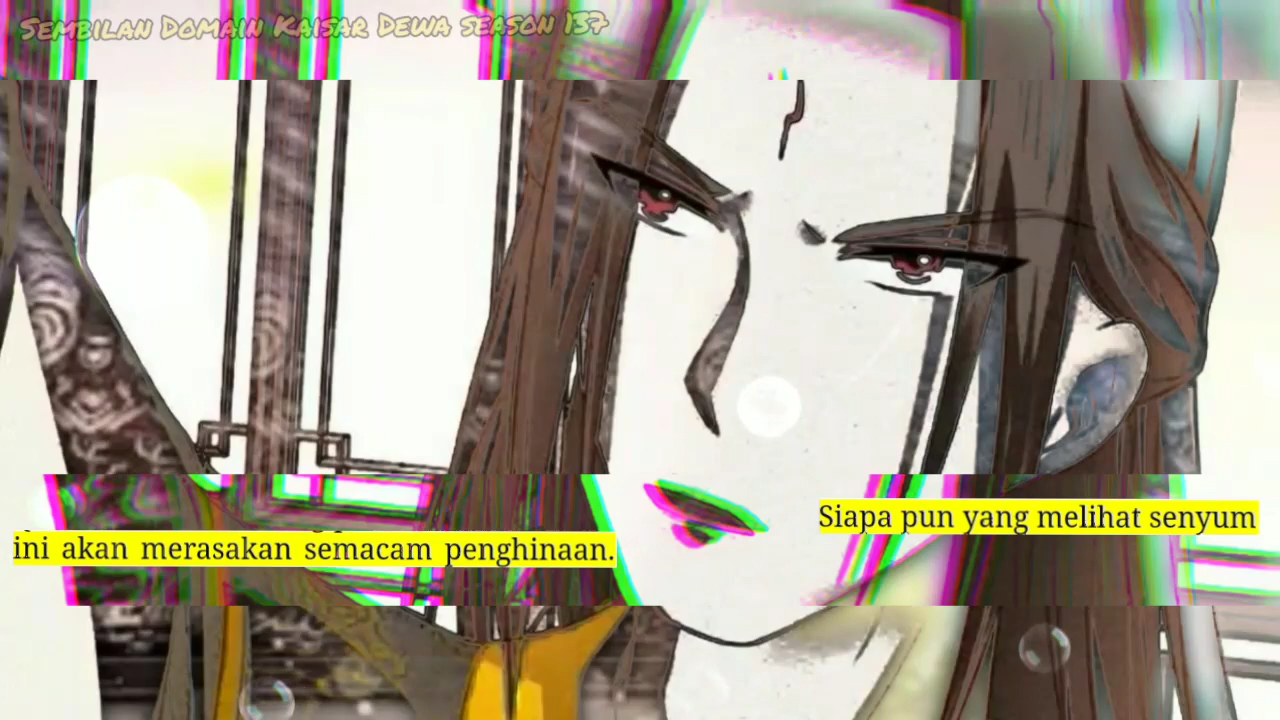 Sembilan Domain Kaisar Dewa season 137
Siapa pun yang melihat senyum
ini akan merasakan semacam penghinaan.